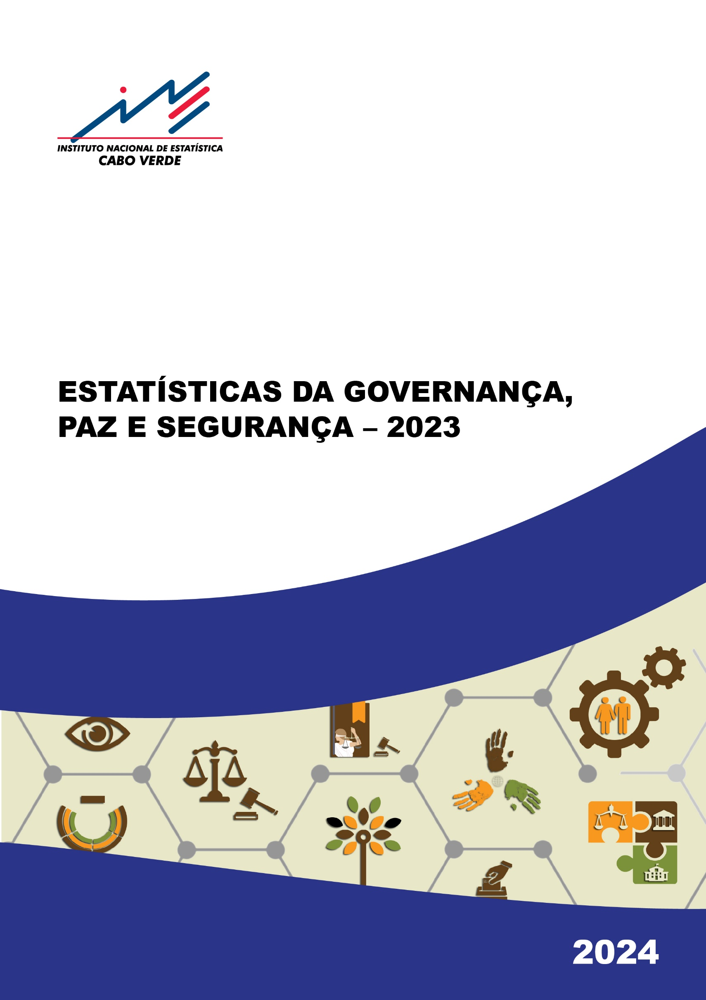 INSTITUTO NACIONAL DE ESTATÍSTICA
CABO VERDE
ESTATÍSTICAS DA GOVERNANÇA,
PAZ E SEGURANÇA – 2023
2024